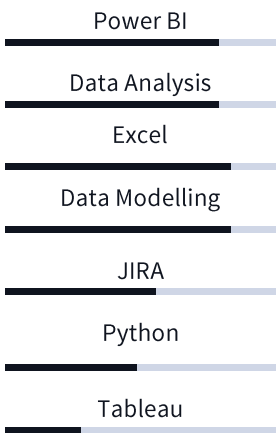 Power BI
Data Analysis
Excel
Data Modelling
JIRA
Python
Tableau